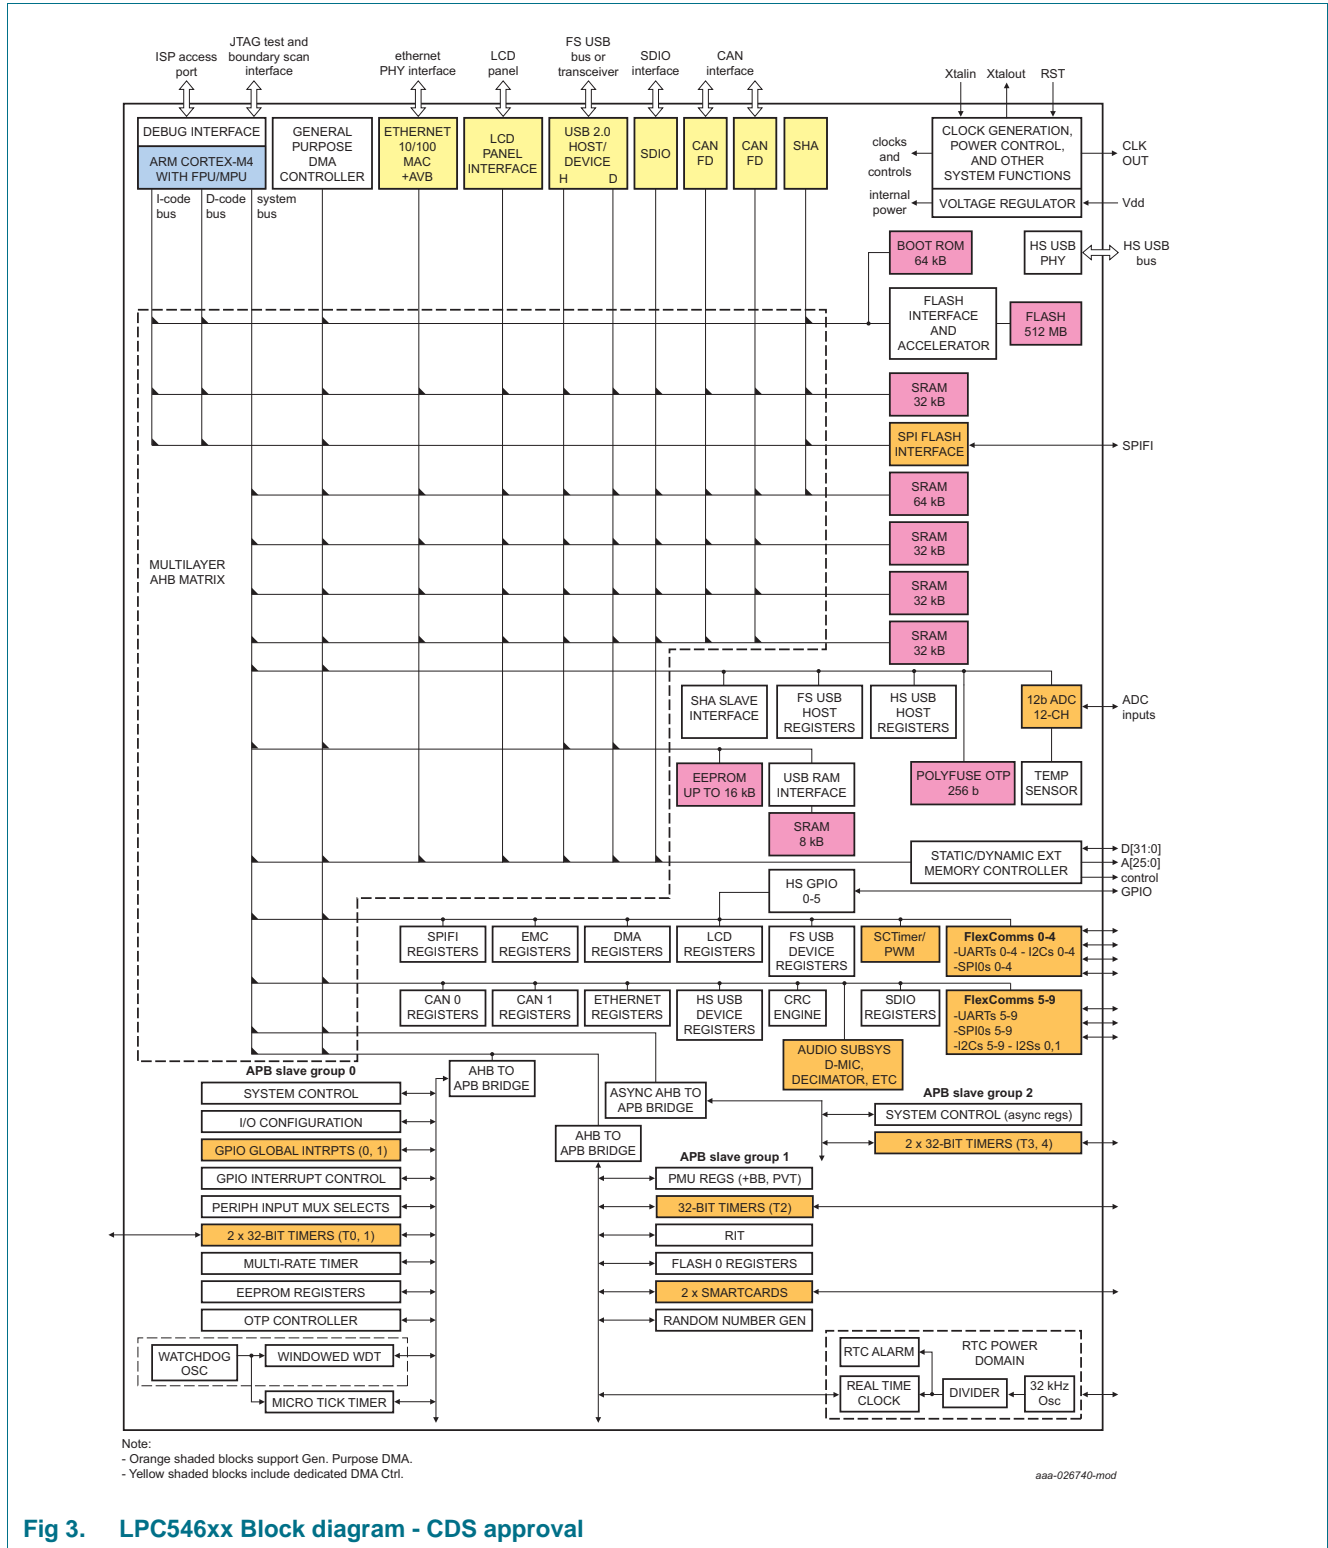 ISP access
port
JTAG test and
boundary scan
interface
ethernet
PHY interface
LCD
panel
FS USB
bus or
transceiver
SDIO
interface
CAN
interface
Xtalin
Xtalout
RST
DEBUG INTERFACE
ARM CORTEX-M4
WITH FPU/MPU
GENERAL
PURPOSE
DMA
CONTROLLER
ETHERNET
10/100
MAC
+AVB
LCD
PANEL
INTERFACE
USB 2.0
HOST/
DEVICE
H D
SDIO
CAN
FD
CAN
FD
SHA
clocks
and
controls
CLOCK GENERATION,
POWER CONTROL,
AND OTHER
SYSTEM FUNCTIONS
CLK
OUT
internal
power
VOLTAGE REGULATOR
Vdd
I-code
bus
D-code
bus
system
bus
BOOT ROM
64 kB
HS USB
PHY
HS USB
bus
FLASH
INTERFACE
AND
ACCELERATOR
FLASH
512 MB
SRAM
32 kB
SPI FLASH
INTERFACE
SPIFI
SRAM
64 kB
SRAM
32 kB
MULTILAYER
AHB MATRIX
SRAM
32 kB
SRAM
32 kB
SHA SLAVE
INTERFACE
FS USB
HOST
REGISTERS
HS USB
HOST
REGISTERS
12b ADC
12-CH
ADC
inputs
EEPROM
UP TO 16 kB
USB RAM
INTERFACE
POLYFUSE OTP
256 b
TEMP
SENSOR
SRAM
8 kB
STATIC/DYNAMIC EXT
MEMORY CONTROLLER
D[31:0]
A[25:0]
control
GPIO
HS GPIO
0-5
SPIFI
REGISTERS
EMC
REGISTERS
DMA
REGISTERS
LCD
REGISTERS
FS USB
DEVICE
REGISTERS
SCTimer/
PWM
FlexComms 0-4
-UARTs 0-4 - I2Cs 0-4
-SPI0s 0-4
CAN 0
REGISTERS
CAN 1
REGISTERS
ETHERNET
REGISTERS
HS USB
DEVICE
REGISTERS
CRC
ENGINE
SDIO
REGISTERS
FlexComms 5-9
-UARTs 5-9
-SPI0s 5-9
-I2Cs 5-9 - I2Ss 0,1
AUDIO SUBSYS
D-MIC,
DECIMATOR, ETC
APB slave group 0
AHB TO
APB BRIDGE
ASYNC AHB TO
APB BRIDGE
APB slave group 2
SYSTEM CONTROL
SYSTEM CONTROL (async regs)
I/O CONFIGURATION
AHB TO
APB BRIDGE
2 x 32-BIT TIMERS (T3, 4)
GPIO GLOBAL INTRPTS (0, 1)
APB slave group 1
GPIO INTERRUPT CONTROL
PMU REGS (+BB, PVT)
PERIPH INPUT MUX SELECTS
32-BIT TIMERS (T2)
2 x 32-BIT TIMERS (T0, 1)
RIT
MULTI-RATE TIMER
FLASH 0 REGISTERS
EEPROM REGISTERS
2 x SMARTCARDS
OTP CONTROLLER
RANDOM NUMBER GEN
WATCHDOG
OSC
WINDOWED WDT
MICRO TICK TIMER
RTC ALARM
RTC POWER
DOMAIN
REAL TIME
CLOCK
DIVIDER
32 kHz
Osc
Note:
- Orange shaded blocks support Gen. Purpose DMA.
- Yellow shaded blocks include dedicated DMA Ctrl.
aaa-026740-mod
Fig 3. LPC546xx Block diagram - CDS approval